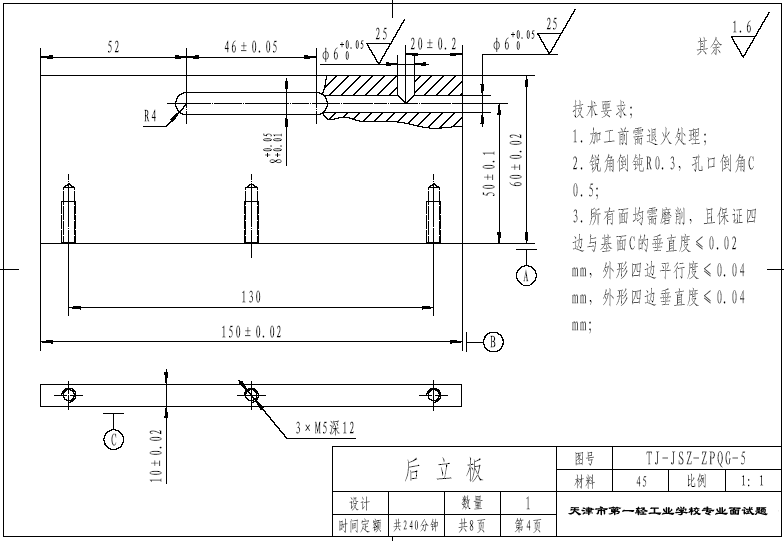 52
46±0.05
φ6 +0.05 0
25
20±0.2
φ6 +0.05 0
25
其余 1.6
R4
8 +0.05 +0.01
50±0.1
60±0.02
技术要求;
1.加工前需退火处理;
2.锐角倒钝R0.3, 孔口倒角C
0.5;
3.所有面均需磨削, 且保证四
边与基面C的垂直度≤0.02
mm, 外形四边平行度≤0.04
mm, 外形四边垂直度≤0.04
mm;
A
130
150±0.02
B
C
10±0.02
3×M5深12
后立板
图号 TJ-JSZ-ZPQG-5
材料 45 比例 1:1
设计 数量 1
时间定额 共240分钟 共8页 第4页
天津市第一轻工业学校专业面试题